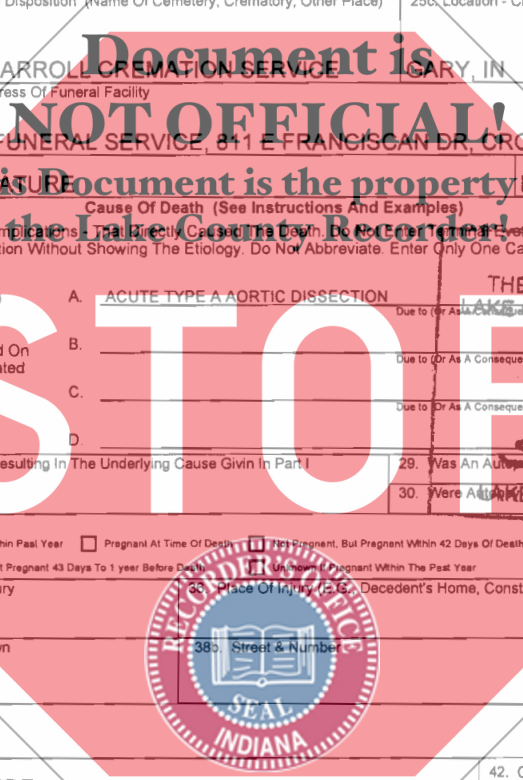 Disposition (Name Of Cemetery, Crematory, Other Place) 25c. Location - C
Document is
ARROLL CREMATION SERVICE GARY, IN
ress Of Funeral Facility
NOT OFFICIAL!
FUNERAL SERVICE, 811 E FRANCISCAN DR, CRO
is Document is the property
ATURE
Cause Of Death (See Instructions And Examples)
the Lake County Recorder!
mplications - That Directly Caused The Death. Do Not Enter Terminal Eve
tion Without Showing The Etiology. Do Not Abbreviate. Enter Only One Ca
THE
A. ACUTE TYPE A AORTIC DISSECTION
LAKE
Due to (Or As A Conseque
B.
d On
ated
Due to (Or As A Conseque
C.
Due to (Or As A Conseque
D.
STOP
esulting In The Underlying Cause Givin In Part I
29. Was An Autop
30. Were Autop
LAKE
hin Past Year Pregnant At Time Of Death Not Pregnant, But Pregnant Within 42 Days Of Death
t Pregnant 43 Days To 1 year Before Death Unknown If Pregnant Within The Past Year
ury
36. Place Of Injury (E.G., Decedent's Home, Const
wn
38b. Street & Number
RECORDER'S OFFICE
SEAL
INDIANA
42.